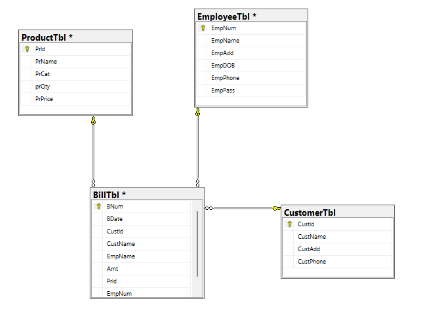 ProductTbl *
PrId
PrName
PrCat
prQty
PrPrice
EmployeeTbl *
EmpNum
EmpName
EmpAdd
EmpDOB
EmpPhone
EmpPass
BillTbl *
BNum
BDate
CustId
CustName
EmpName
Amt
PrId
EmpNum
CustomerTbl
CustId
CustName
CustAdd
CustPhone